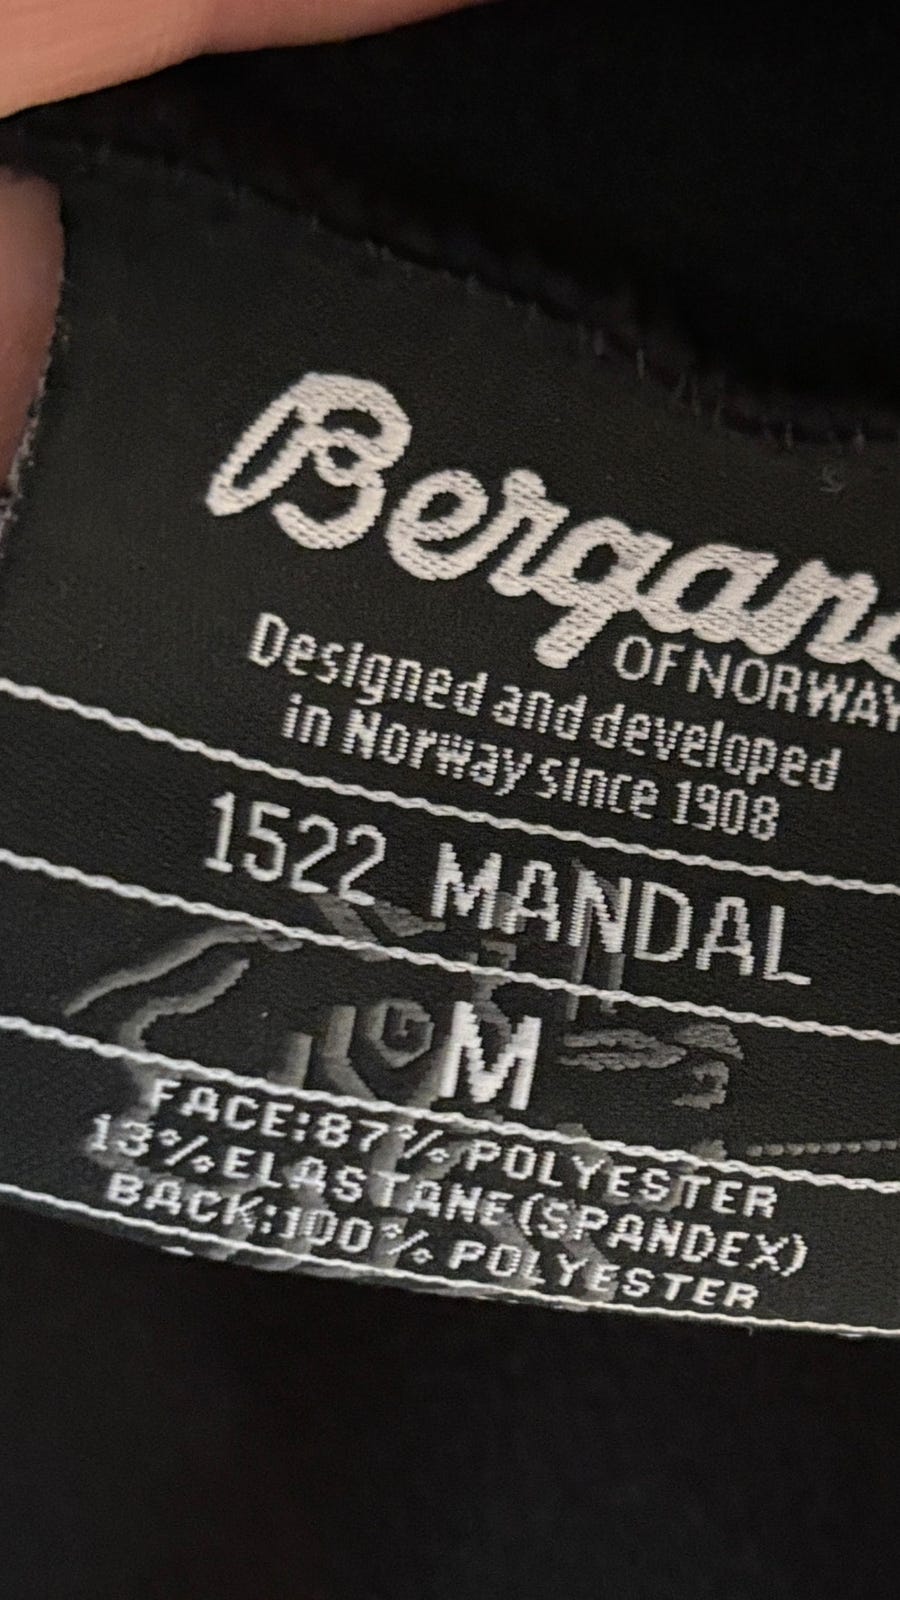 Bergans
OF NORWAY
Designed and developed
in Norway since 1908
1522 MANDAL
M
FACE:87% POLYESTER
13% ELASTANE (SPANDEX)
BACK:100% POLYESTER